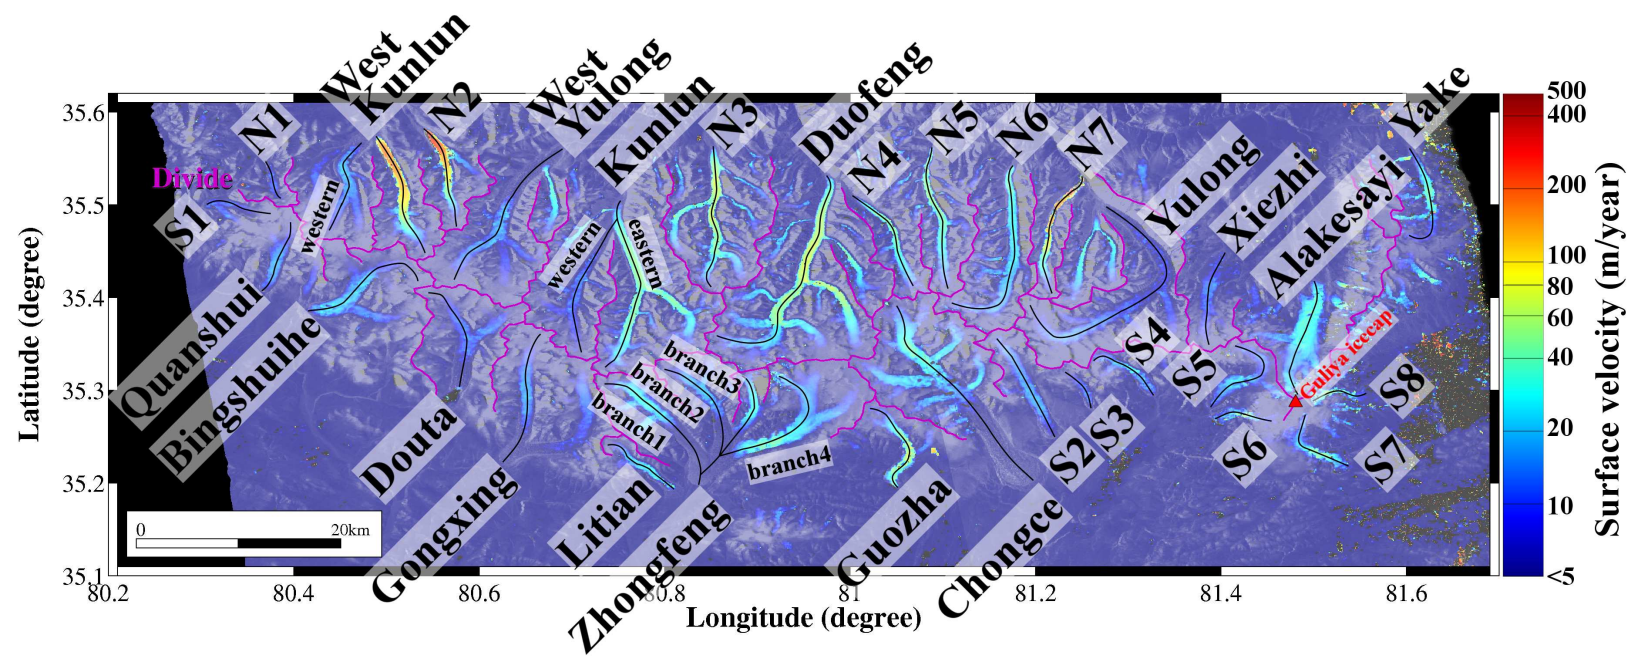 West
Kunlun
N1
N2
West
Yulong
Kunlun
N3
Duofeng
N4
N5
N6
N7
Yulong
Xiezhi
Alakesayi
Yake
Divide
S1
western
western
eastern
Quanshui
Bingshuihe
Douta
Gongxing
Litian
Zhongfeng
branch1
branch2
branch3
branch4
Guozha
Chongce
S2
S3
S4
S5
S6
S7
S8
Guliya icecap
0 20km
35.6
35.5
35.4
35.3
35.2
35.1
Latitude (degree)
80.2 80.4 80.6 80.8 81 81.2 81.4 81.6
Longitude (degree)
500
400
200
100
80
60
40
20
10
<5
Surface velocity (m/year)